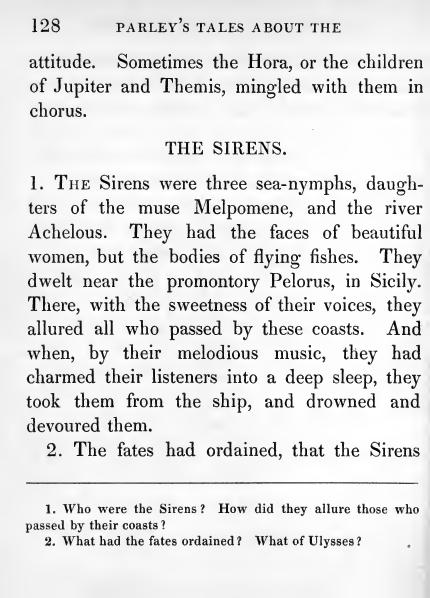 128 PARLEY'S TALES ABOUT THE
attitude. Sometimes the Hora, or the children
of Jupiter and Themis, mingled with them in
chorus.
THE SIRENS.
1. THE Sirens were three sea-nymphs, daugh-
ters of the muse Melpomene, and the river
Achelous. They had the faces of beautiful
women, but the bodies of flying fishes. They
dwelt near the promontory Pelorus, in Sicily.
There, with the sweetness of their voices, they
allured all who passed by these coasts. And
when, by their melodious music, they had
charmed their listeners into a deep sleep, they
took them from the ship, and drowned and
devoured them.
2. The fates had ordained, that the Sirens
1. Who were the Sirens? How did they allure those who
passed by their coasts?
2. What had the fates ordained? What of Ulysses?